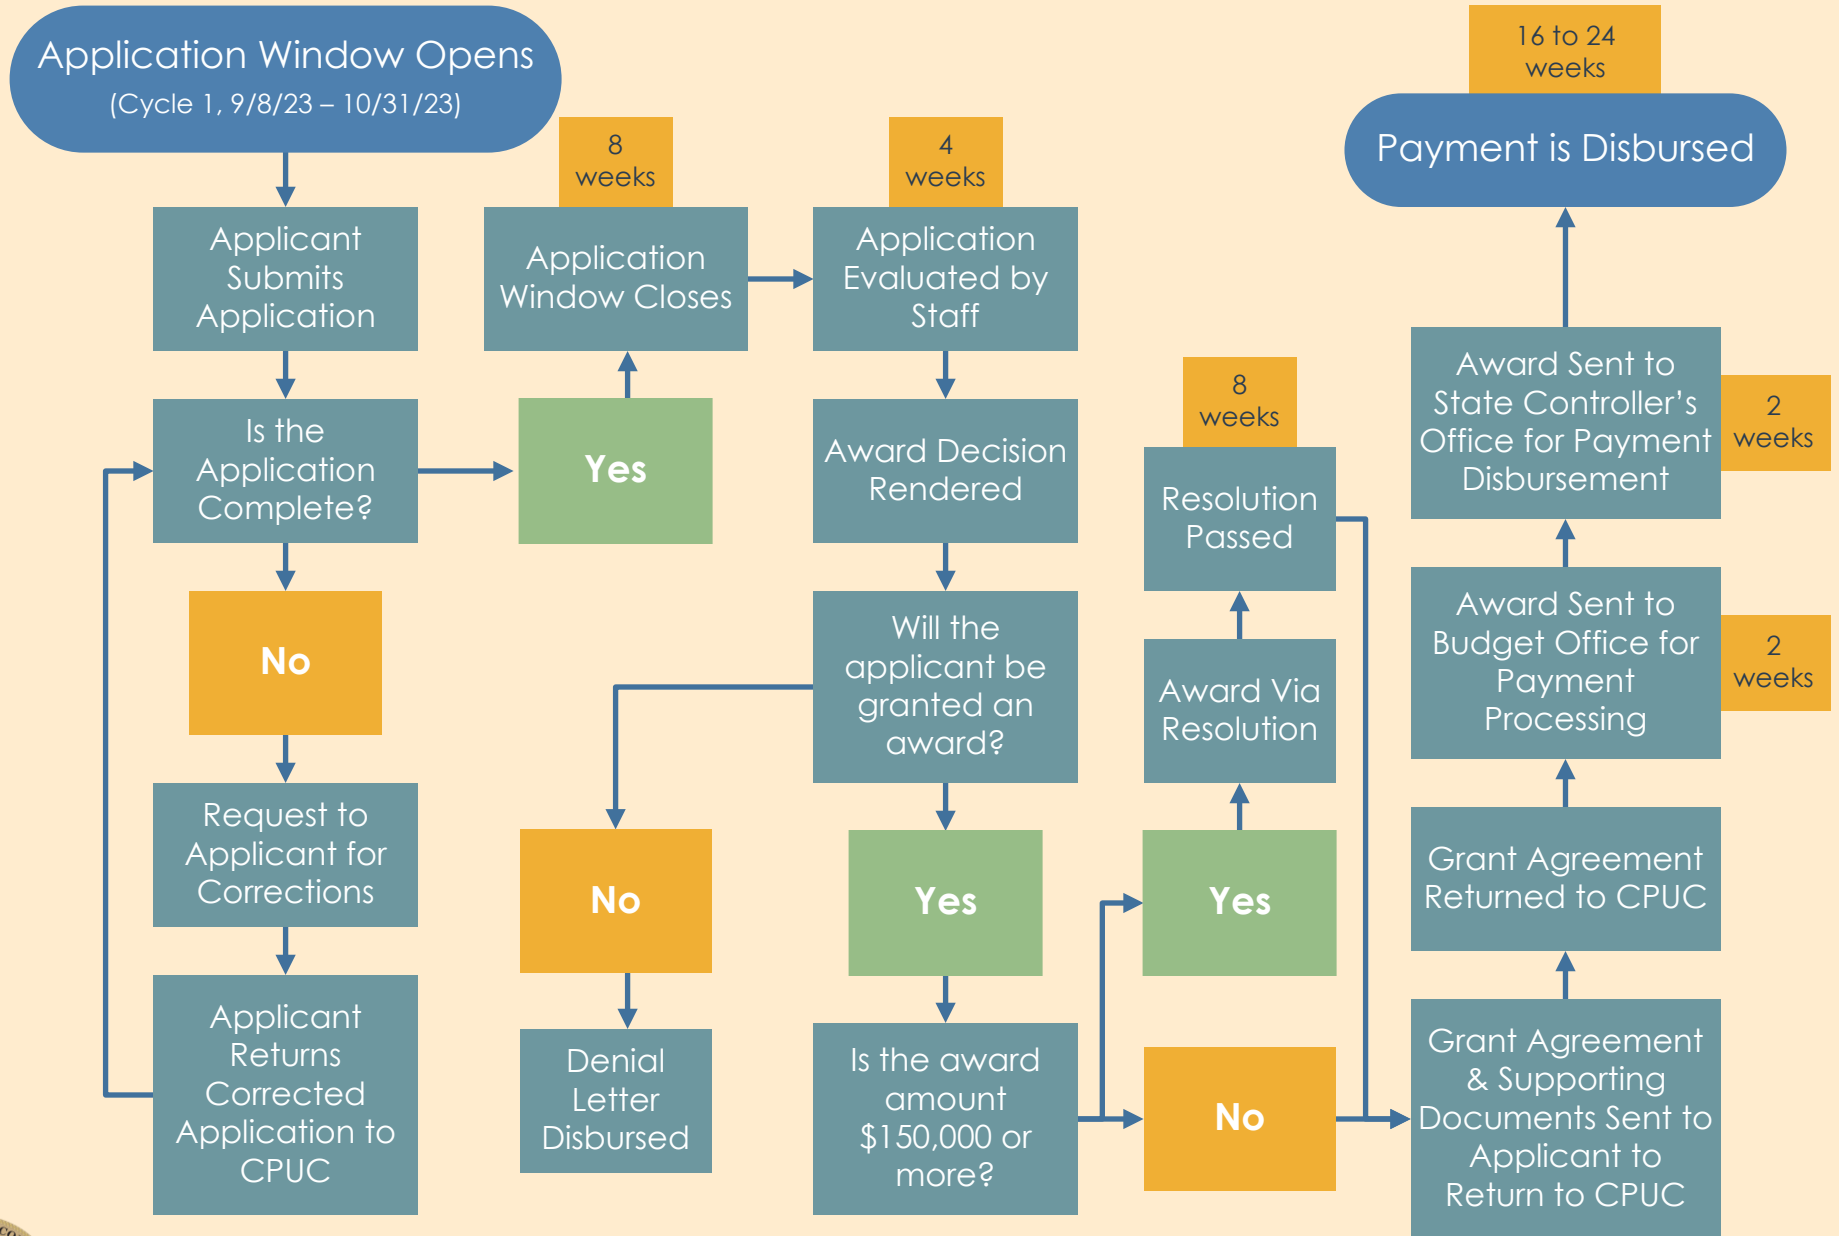 Application Window Opens
(Cycle 1, 9/8/23 – 10/31/23)
Applicant
Submits
Application
Is the
Application
Complete?
No
Request to
Applicant for
Corrections
Applicant
Returns
Corrected
Application to
CPUC
Yes
8
weeks
Application
Window Closes
4
weeks
Application
Evaluated by
Staff
Award Decision
Rendered
Will the
applicant be
granted an
award?
No
Denial
Letter
Disbursed
Yes
Is the award
amount
$150,000 or
more?
Yes
Award Via
Resolution
8
weeks
Resolution
Passed
No
Grant Agreement
& Supporting
Documents Sent to
Applicant to
Return to CPUC
Grant Agreement
Returned to CPUC
Award Sent to
Budget Office for
Payment
Processing
2
weeks
Award Sent to
State Controller’s
Office for Payment
Disbursement
2
weeks
16 to 24
weeks
Payment is Disbursed